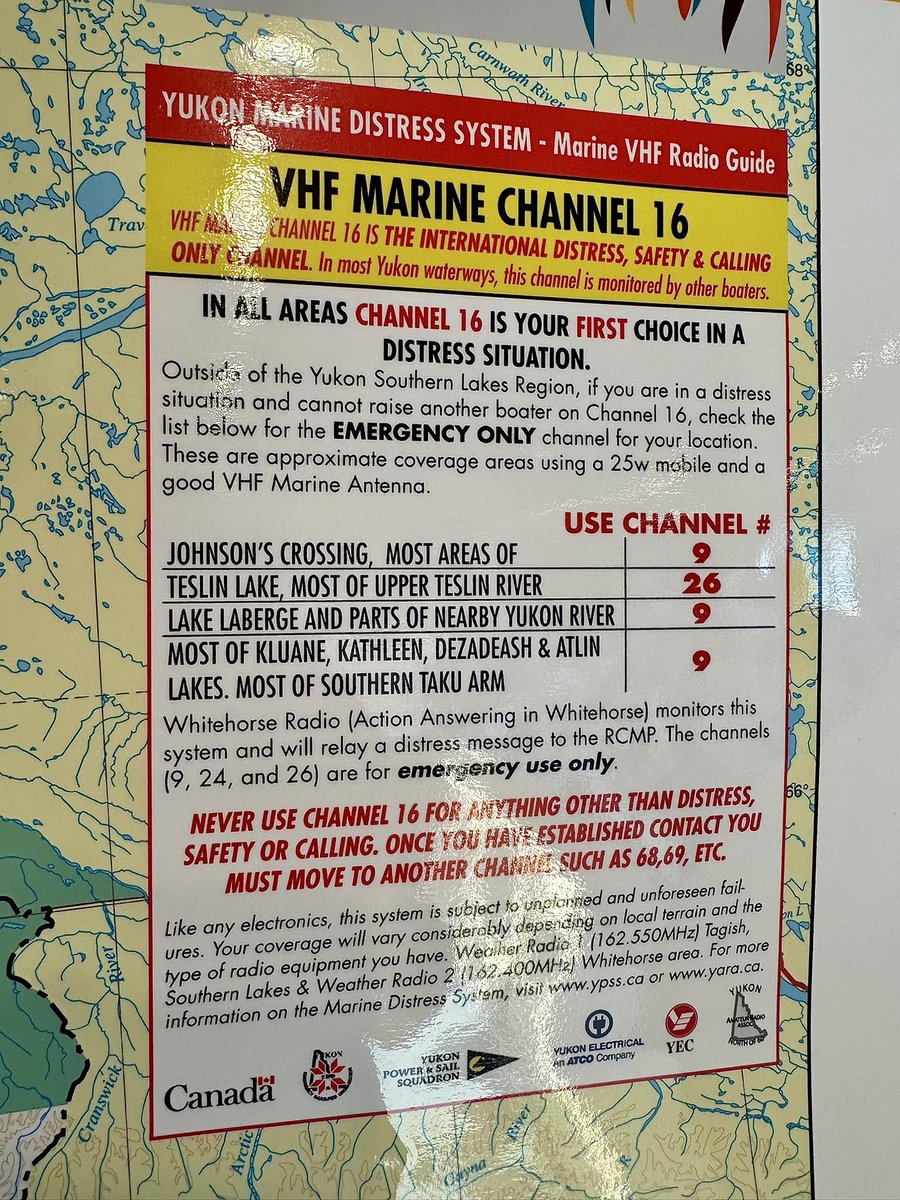 Carnwath River
68°
YUKON MARINE DISTRESS SYSTEM - Marine VHF Radio Guide
VHF MARINE CHANNEL 16
VHF MARINE CHANNEL 16 IS THE INTERNATIONAL DISTRESS, SAFETY & CALLING
ONLY CHANNEL. In most Yukon waterways, this channel is monitored by other boaters.
Trav
IN ALL AREAS CHANNEL 16 IS YOUR FIRST CHOICE IN A
DISTRESS SITUATION.
Outside of the Yukon Southern Lakes Region, if you are in a distress
situation and cannot raise another boater on Channel 16, check the
list below for the EMERGENCY ONLY channel for your location.
These are approximate coverage areas using a 25w mobile and a
good VHF Marine Antenna.
USE CHANNEL #
JOHNSON'S CROSSING, MOST AREAS OF 9
TESLIN LAKE, MOST OF UPPER TESLIN RIVER 26
LAKE LABERGE AND PARTS OF NEARBY YUKON RIVER 9
MOST OF KLUANE, KATHLEEN, DEZADEASH & ATLIN 9
LAKES. MOST OF SOUTHERN TAKU ARM
Whitehorse Radio (Action Answering in Whitehorse) monitors this
system and will relay a distress message to the RCMP. The channels
(9, 24, and 26) are for emergency use only.
66°
NEVER USE CHANNEL 16 FOR ANYTHING OTHER THAN DISTRESS,
SAFETY OR CALLING. ONCE YOU HAVE ESTABLISHED CONTACT YOU
MUST MOVE TO ANOTHER CHANNEL SUCH AS 68,69, ETC.
Like any electronics, this system is subject to unplanned and unforeseen fail-
ures. Your coverage will vary considerably depending on local terrain and the
type of radio equipment you have. Weather Radio 1 (162.550MHz) Tagish,
Southern Lakes & Weather Radio 2 (162.400MHz) Whitehorse area. For more
information on the Marine Distress System, visit www.ypss.ca or www.yara.ca.
River
Cranswick
Canada
YUKON
POWER & SAIL
SQUADRON
YUKON ELECTRICAL
An ATCO Company
YEC
YUKON
AMATEUR RADIO
ASSOC.
NORTH OF 60
Arctic
River